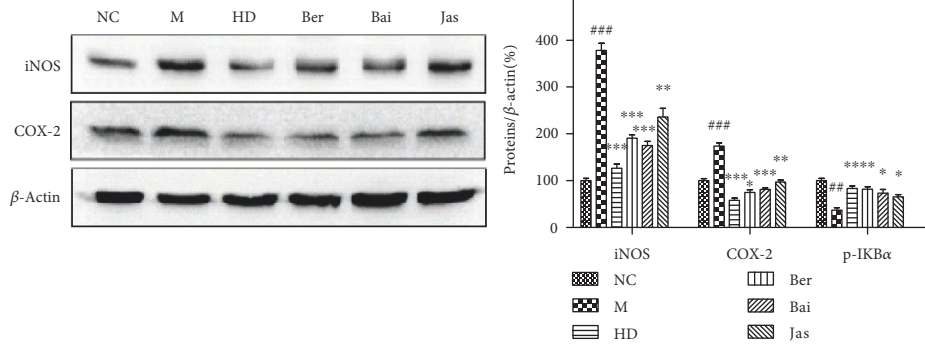 NC M HD Ber Bai Jas
iNOS
COX-2
β-Actin
Proteins/β-actin(%)
400
300
200
100
0
###
***
***
***
**
###
***
*
***
**
##
****
*
*
iNOS COX-2 p-IKBα
NC Ber
M Bai
HD Jas